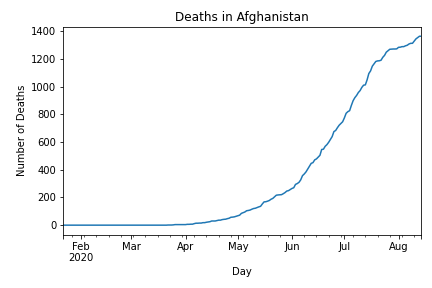 Deaths in Afghanistan
Number of Deaths
1400
1200
1000
800
600
400
200
0
Feb
2020
Mar
Apr
May
Jun
Jul
Aug
Day